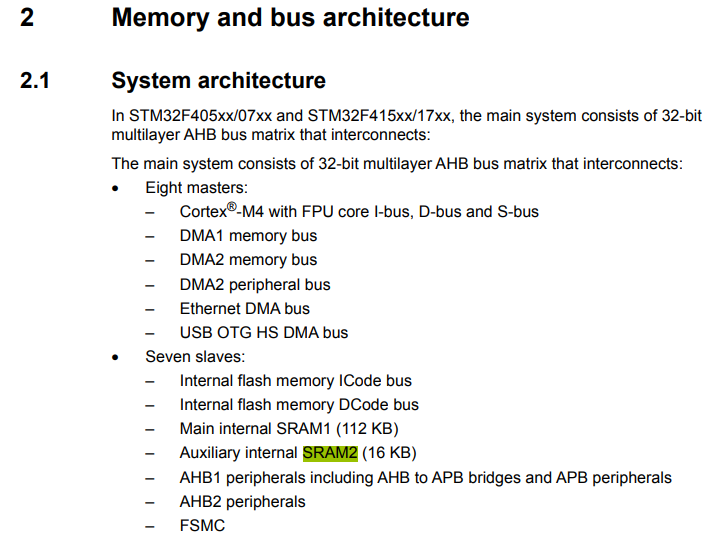 2 Memory and bus architecture
2.1 System architecture
In STM32F405xx/07xx and STM32F415xx/17xx, the main system consists of 32-bit
multilayer AHB bus matrix that interconnects:
The main system consists of 32-bit multilayer AHB bus matrix that interconnects:
• Eight masters:
– Cortex®-M4 with FPU core I-bus, D-bus and S-bus
– DMA1 memory bus
– DMA2 memory bus
– DMA2 peripheral bus
– Ethernet DMA bus
– USB OTG HS DMA bus
• Seven slaves:
– Internal flash memory ICode bus
– Internal flash memory DCode bus
– Main internal SRAM1 (112 KB)
– Auxiliary internal SRAM2 (16 KB)
– AHB1 peripherals including AHB to APB bridges and APB peripherals
– AHB2 peripherals
– FSMC